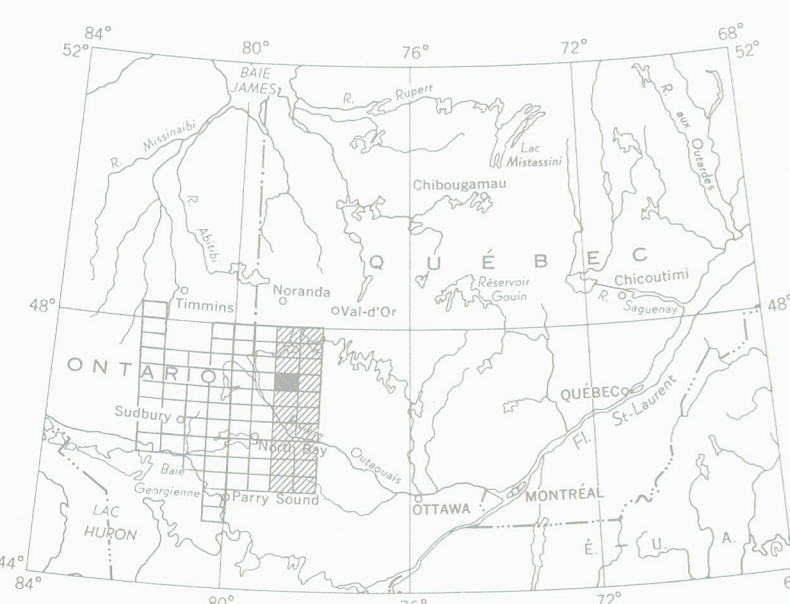 84°
80°
76°
72°
68°
52°
52°
BAIE
JAMES
R. Rupert
R. Missinaibi
R. aux Outardes
Lac
Mistassini
Chibougamau
R. Abitibi
QUÉBEC
Chicoutimi
Réservoir
Gouin
Noranda
Timmins
R. Saguenay
48°
Val-d'Or
48°
ONTARIO
QUÉBEC
Sudbury
St-Laurent
Fl.
North Bay
Outaouais
Baie
Georgienne
Parry Sound
MONTRÉAL
OTTAWA
LAC
HURON
É. U. A.
44°
84°
80°
76°
72°